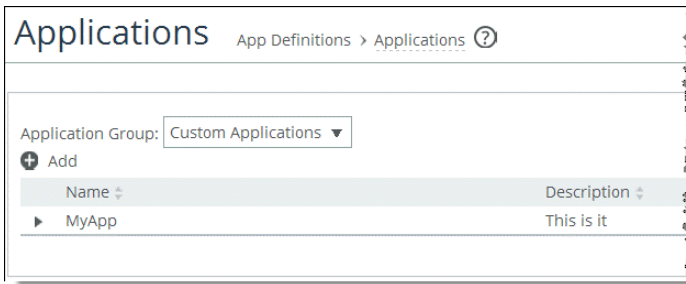 Applications App Definitions > Applications ?
Application Group: Custom Applications
Add
Name Description
MyApp This is it